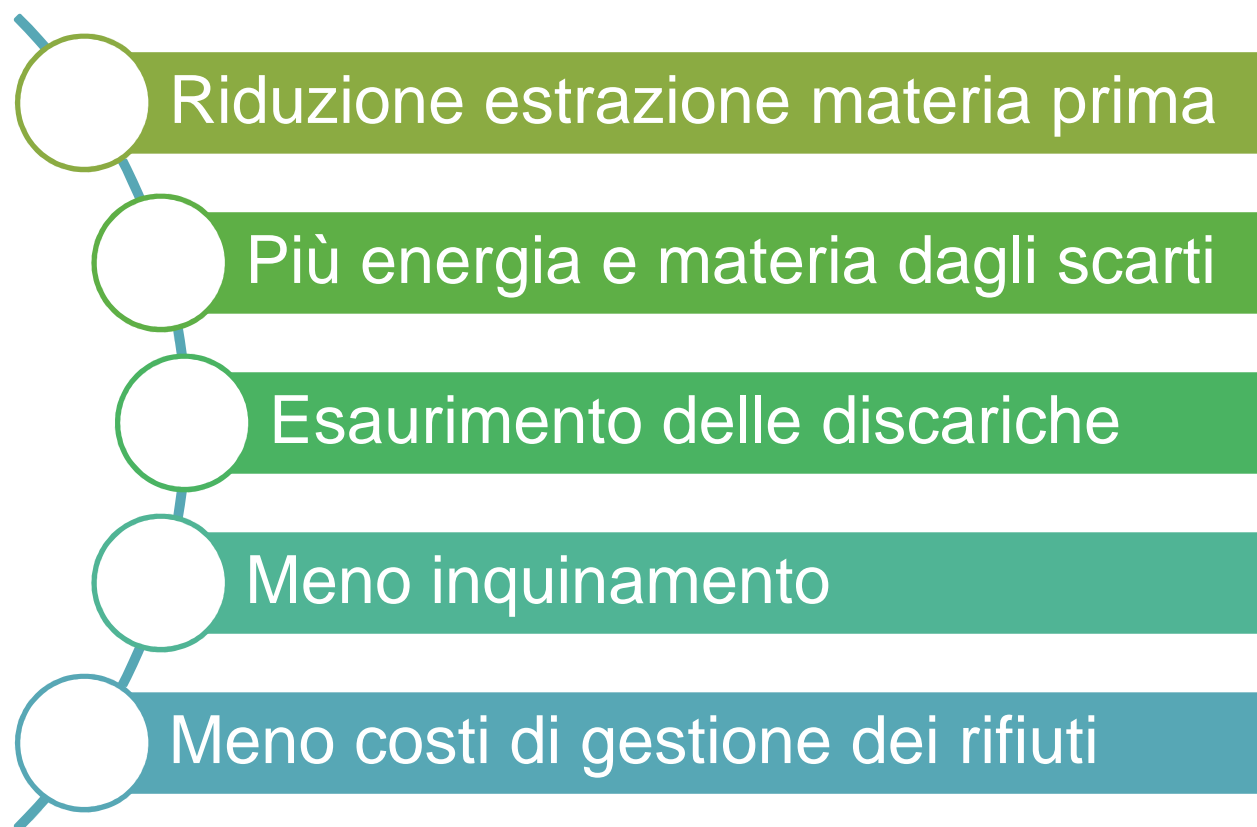 Riduzione estrazione materia prima
Più energia e materia dagli scarti
Esaurimento delle discariche
Meno inquinamento
Meno costi di gestione dei rifiuti